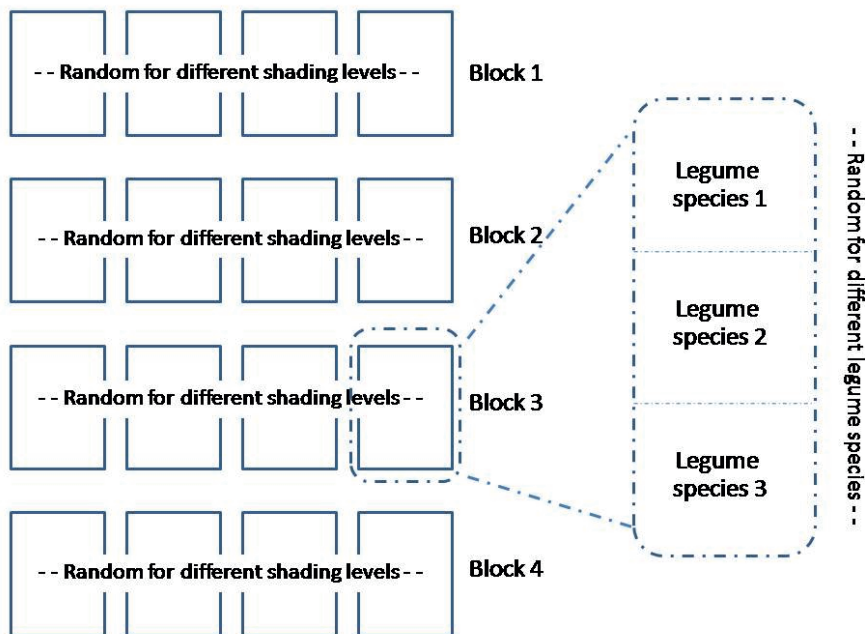 - - Random for different shading levels - -
Block 1
- - Random for different shading levels - -
Block 2
- - Random for different shading levels - -
Block 3
- - Random for different shading levels - -
Block 4
Legume
species 1
Legume
species 2
Legume
species 3
- - Random for different legume species - -